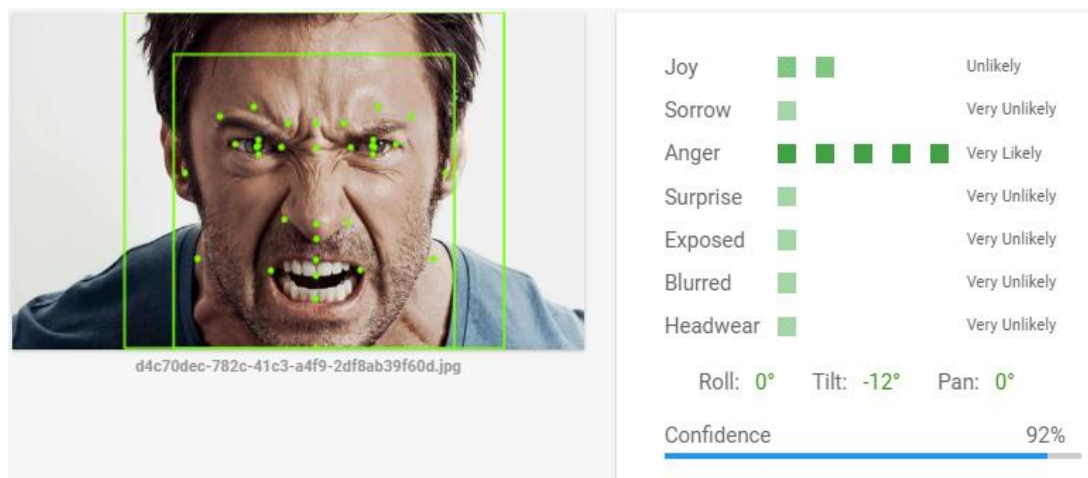 d4c70dec-782c-41c3-a4f9-2df8ab39f60d.jpg
Joy Unlikely
Sorrow Very Unlikely
Anger Very Likely
Surprise Very Unlikely
Exposed Very Unlikely
Blurred Very Unlikely
Headwear Very Unlikely
Roll: 0° Tilt: -12° Pan: 0°
Confidence 92%